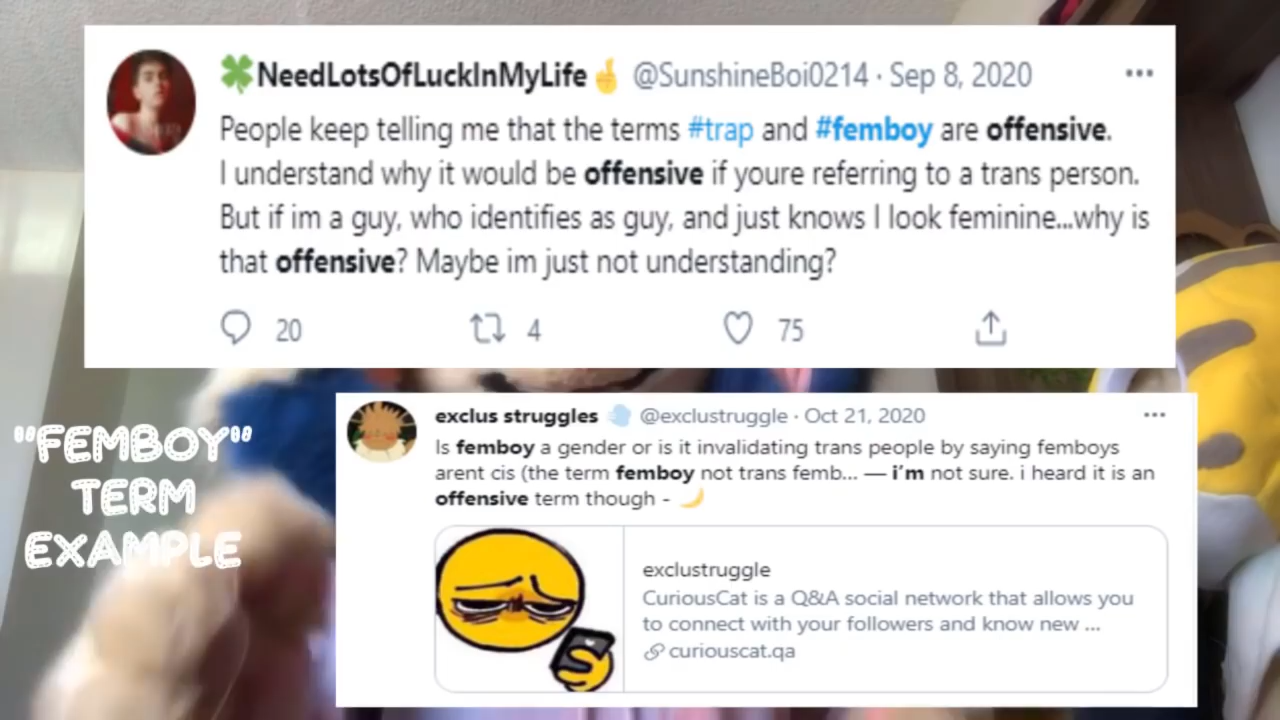 🍀NeedLotsOfLuckInMyLife🤞 @SunshineBoi0214 · Sep 8, 2020
People keep telling me that the terms #trap and #femboy are offensive.
I understand why it would be offensive if youre referring to a trans person.
But if im a guy, who identifies as guy, and just knows I look feminine...why is
that offensive? Maybe im just not understanding?
20 4 75
exclus struggles 💨 @exclustruggle · Oct 21, 2020
Is femboy a gender or is it invalidating trans people by saying femboys
arent cis (the term femboy not trans femb... — i'm not sure. i heard it is an
offensive term though - 🌙
exclustruggle
CuriousCat is a Q&A social network that allows you
to connect with your followers and know new ...
curiouscat.qa
"FEMBOY"
TERM
EXAMPLE